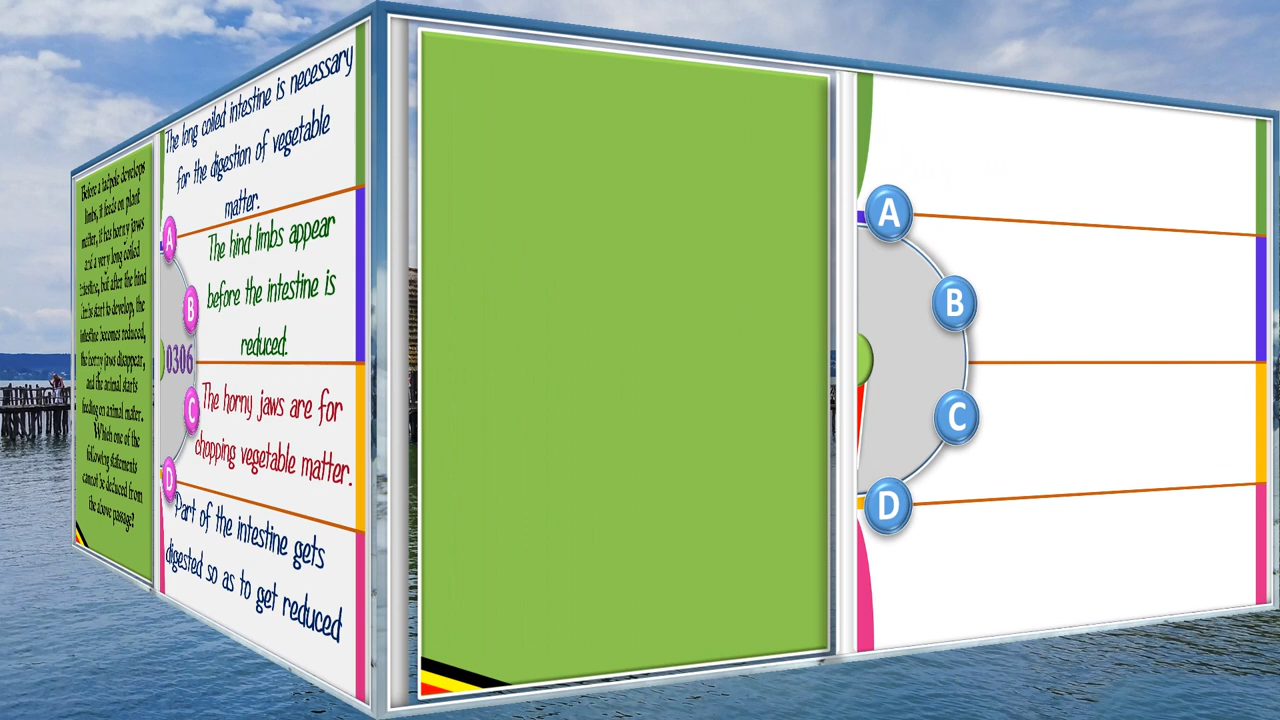 Before a tadpole develops
limbs, it feeds on plant
matter, it has horny jaws
and a very long coiled
intestine, but after the hind
limbs start to develop, the
intestine becomes reduced,
the horny jaws disappear,
and the animal starts
feeding on animal matter.
Which one of the
following statements
cannot be deduced from
the above passage?
A
The long coiled intestine is necessary
for the digestion of vegetable
matter.
B
The hind limbs appear
before the intestine is
reduced.
0306
C
The horny jaws are for
chopping vegetable matter.
D
Part of the intestine gets
digested so as to get reduced
A
B
C
D